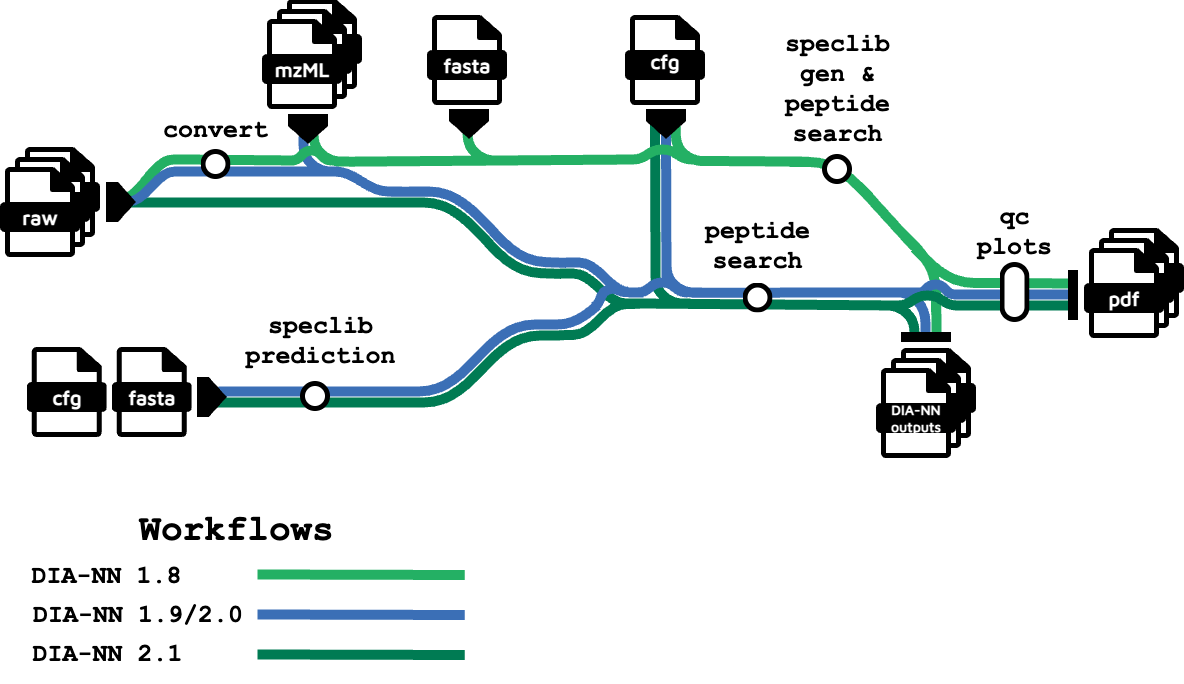 mzML
fasta
cfg
speclib
gen &
peptide
search
convert
raw
qc
plots
peptide
search
pdf
speclib
prediction
cfg
fasta
DIA-NN
outputs
Workflows
DIA-NN 1.8
DIA-NN 1.9/2.0
DIA-NN 2.1